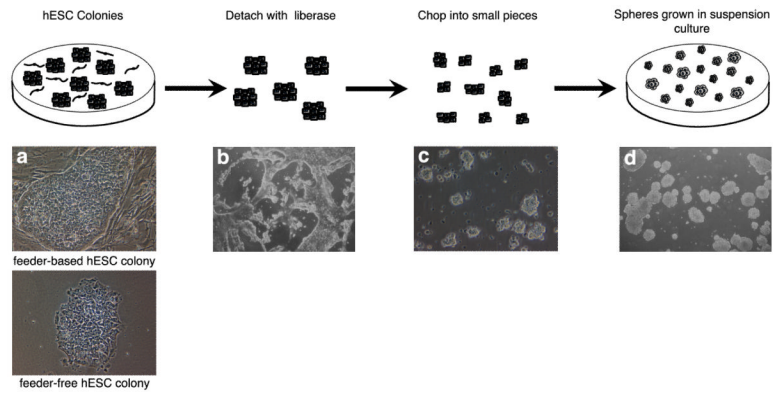 hESC Colonies
Detach with liberase
Chop into small pieces
Spheres grown in suspension
culture
a
b
c
d
feeder-based hESC colony
feeder-free hESC colony